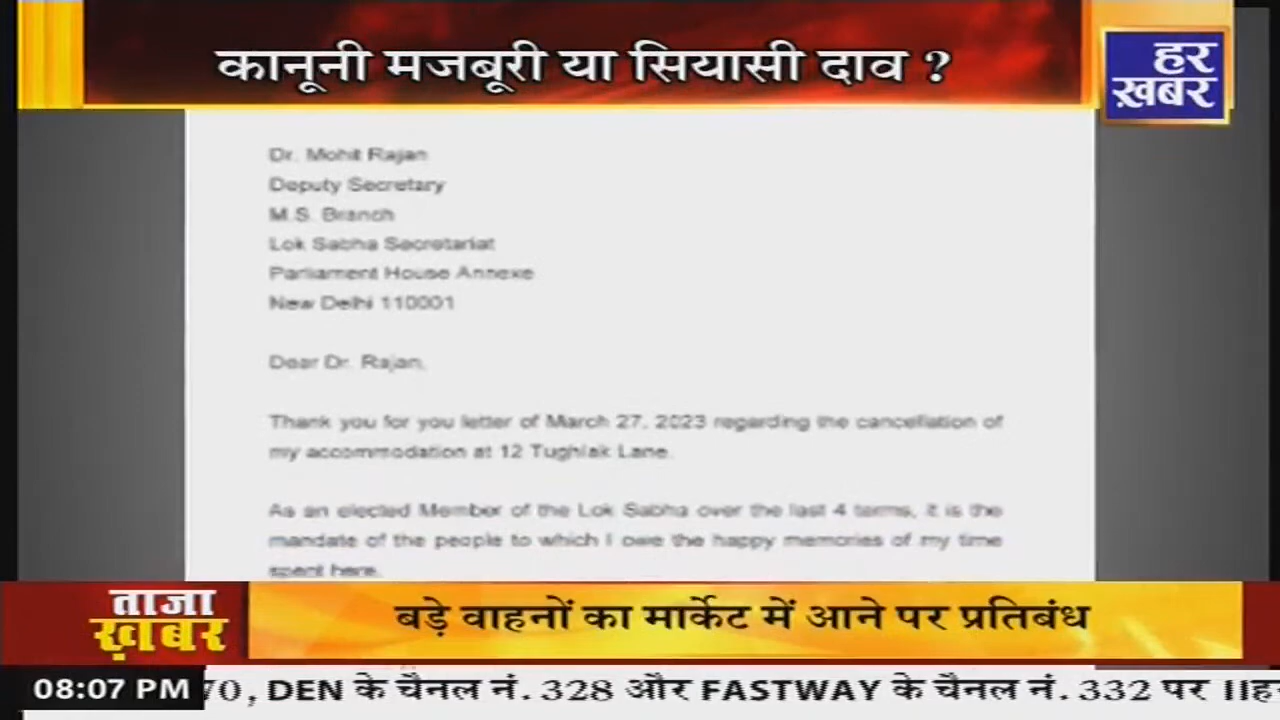 कानूनी मजबूरी या सियासी दाव ?
हर
ख़बर
Dr. Mohit Rajan
Deputy Secretary
M.S. Branch
Lok Sabha Secretariat
Parliament House Annexe
New Delhi 110001
Dear Dr. Rajan,
Thank you for you letter of March 27, 2023 regarding the cancellation of
my accommodation at 12 Tughlak Lane.
As an elected Member of the Lok Sabha over the last 4 terms, it is the
mandate of the people to which I owe the happy memories of my time
spent here.
ताजा
ख़बर
बड़े वाहनों का मार्केट में आने पर प्रतिबंध
08:07 PM
70, DEN के चैनल नं. 328 और FASTWAY के चैनल नं. 332 पर ।।ह